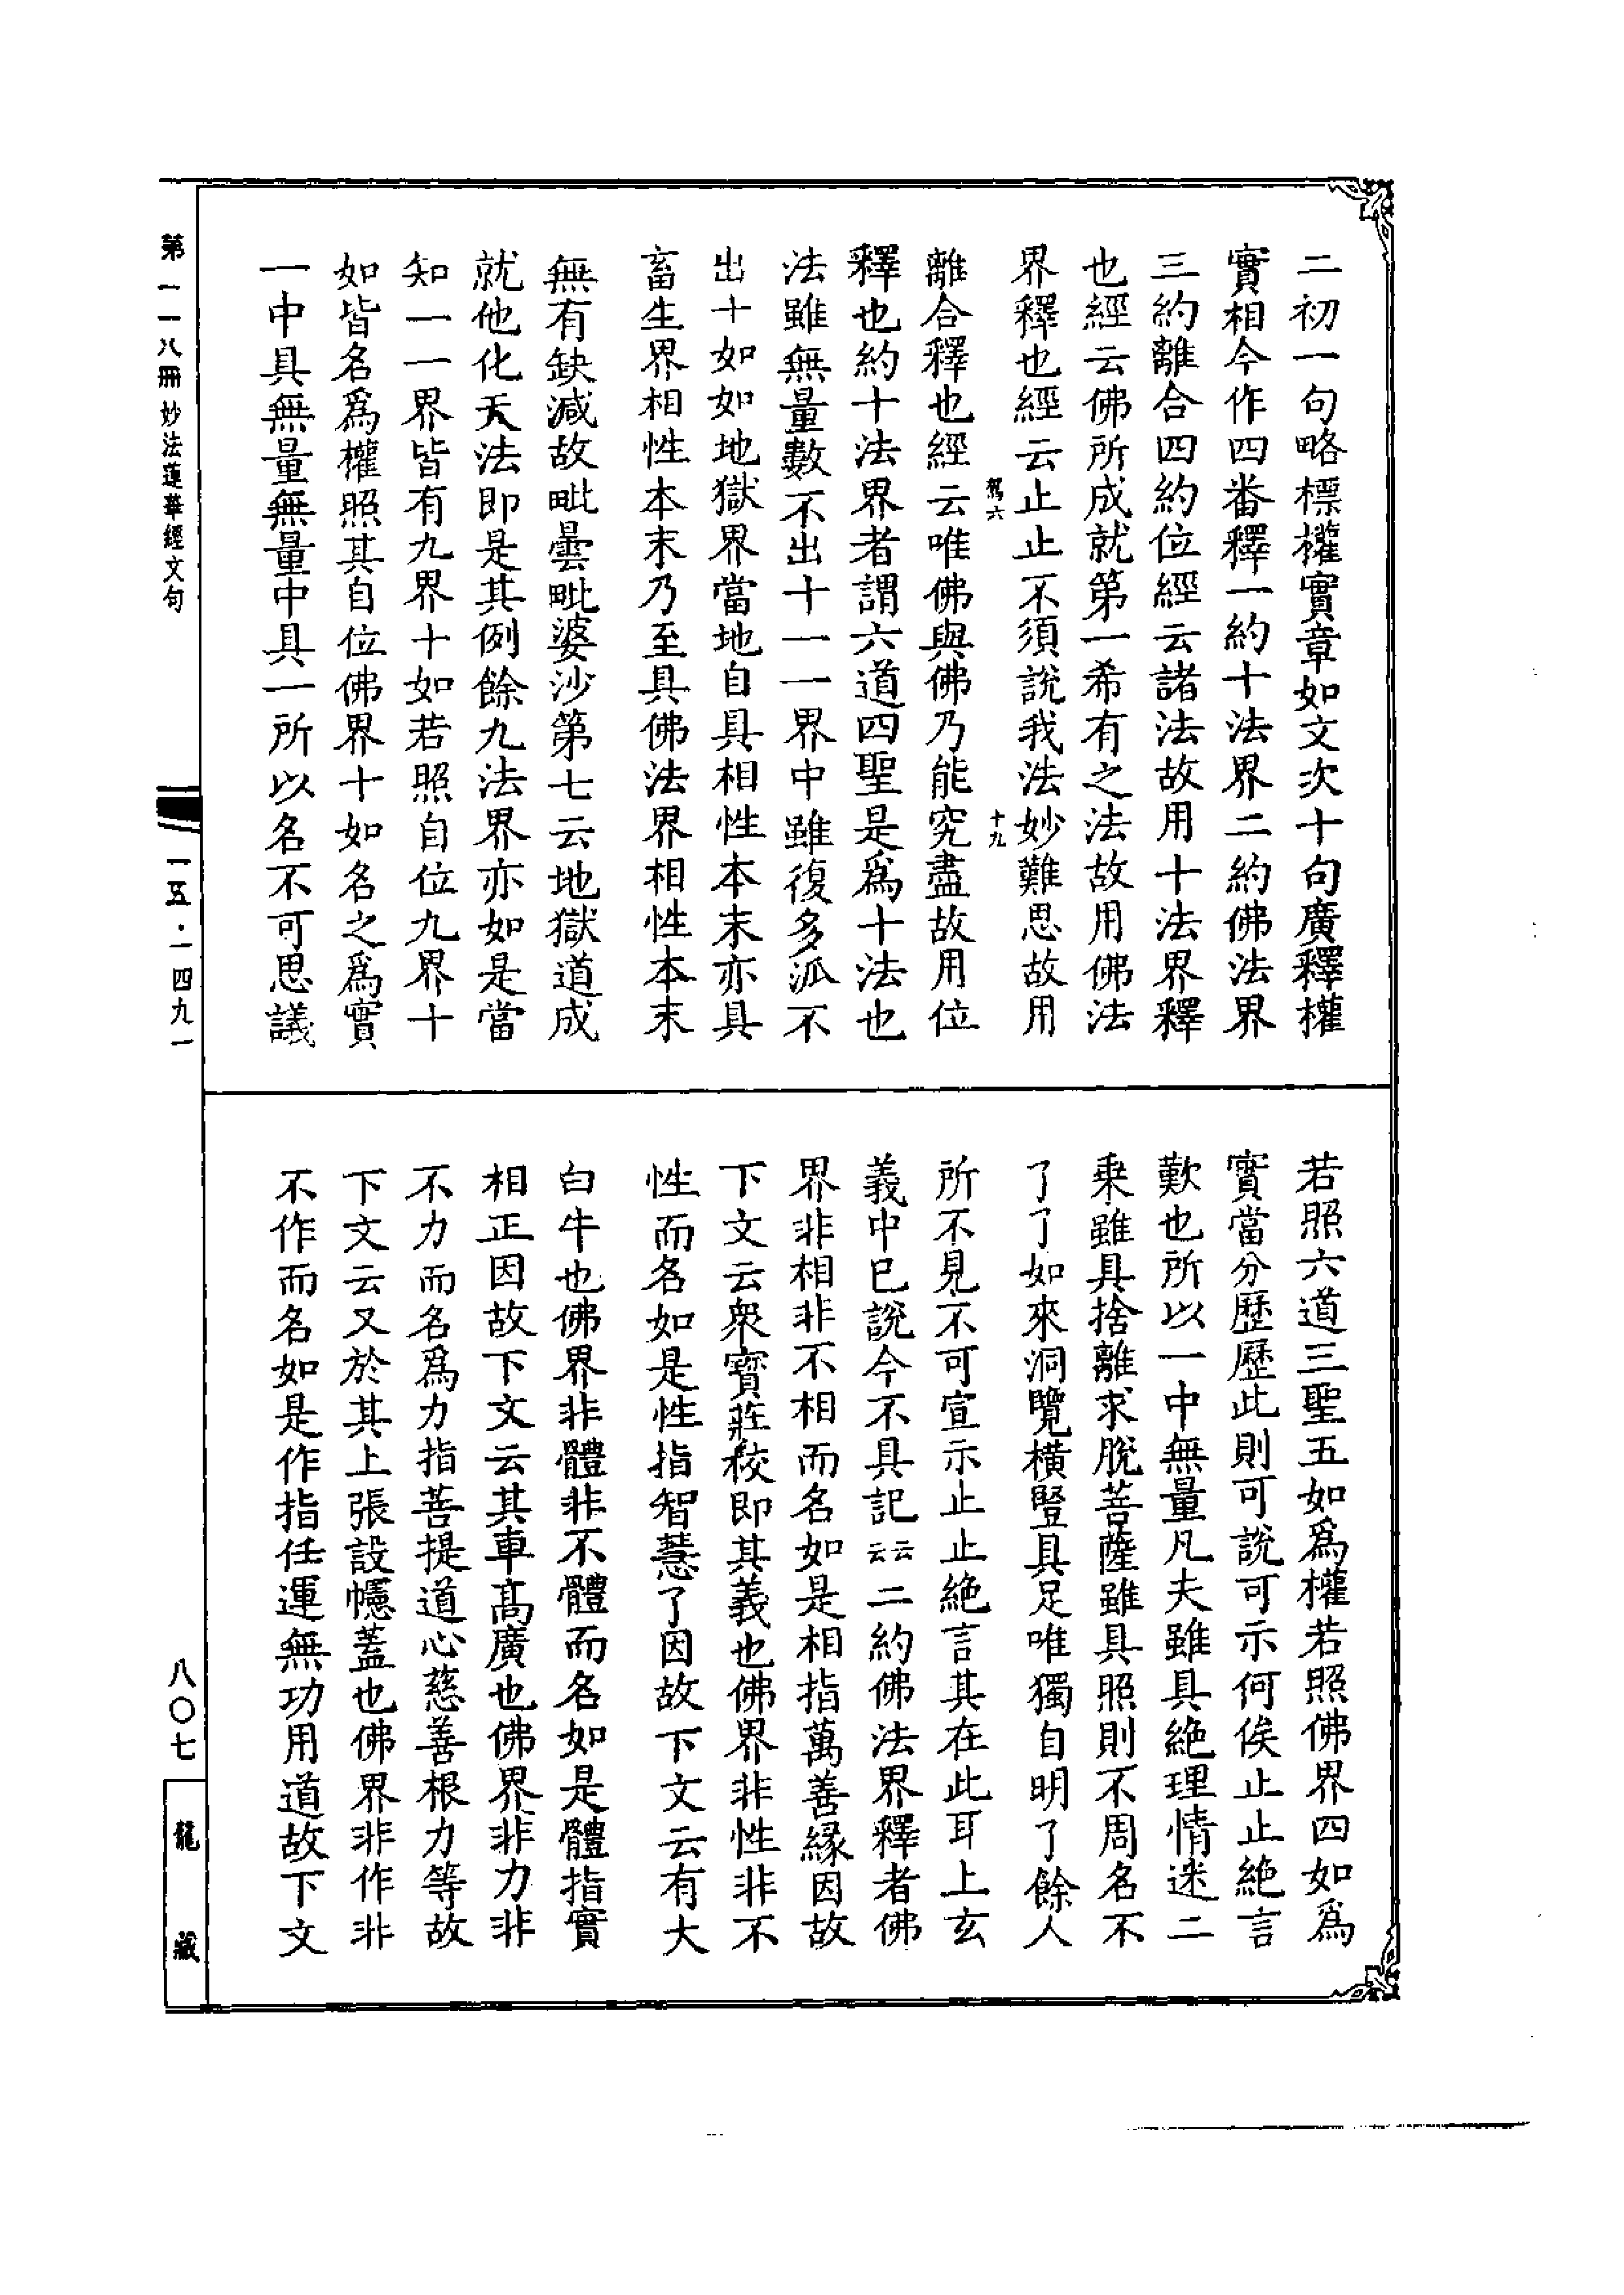 二初一句略標權實章如文次十句廣釋權
實相今作四番釋一約十法界二約佛法界
三約離合四約位經云諸法故用十法界釋
也經云佛所成就第一希有之法故用佛法
界釋也經云止止不須說我法妙難思故用
駕六 十九
離合釋也經云唯佛與佛乃能究盡故用位
釋也約十法界者謂六道四聖是爲十法也
法雖無量數不出十一一界中雖復多派不
出十如如地獄界當地自具相性本末亦具
畜生界相性本末乃至具佛法界相性本末
無有缺減故毗曇毗婆沙第七云地獄道成
就他化天法即是其例餘九法界亦如是當
知一一界皆有九界十如若照自位九界十
如皆名爲權照其自位佛界十如名之爲實
一中具無量無量中具一所以名不可思議
若照六道三聖五如爲權若照佛界四如爲
實當分歷歷此則可說可示何俟止止絕言
歎也所以一中無量凡夫雖具絕理情迷二
乘雖具捨離求脫菩薩雖具照則不周名不
了了如來洞覽橫豎具足唯獨自明了餘人
所不見不可宣示止止絕言其在此耳上玄
義中已說今不具記云云二約佛法界釋者佛
界非相非不相而名如是相指萬善緣因故
下文云眾寶莊校即其義也佛界非性非不
性而名如是性指智慧了因故下文云有大
白牛也佛界非體非不體而名如是體指實
相正因故下文云其車高廣也佛界非力非
不力而名爲力指菩提道心慈善根力等故
下文云又於其上張設幰蓋也佛界非作非
不作而名如是作指任運無功用道故下文
第一一八冊 妙法蓮華經文句
一五·一四九一
八〇七
龍藏